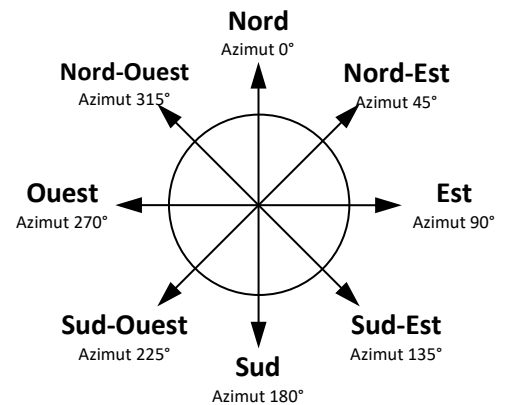 Nord
Azimut 0°
Nord-Ouest
Azimut 315°
Nord-Est
Azimut 45°
Ouest
Azimut 270°
Est
Azimut 90°
Sud-Ouest
Azimut 225°
Sud-Est
Azimut 135°
Sud
Azimut 180°